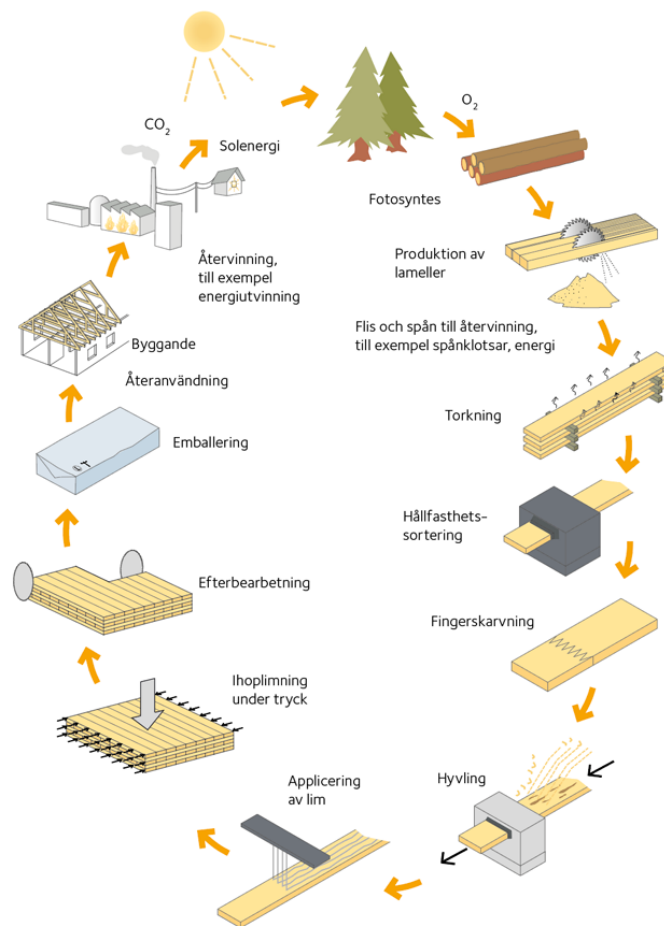 CO₂
Solenergi
O₂
Fotosyntes
Produktion av
lameller
Flis och spån till återvinning,
till exempel spånklotsar, energi
Torkning
Hållfasthets-
sortering
Fingerskarvning
Hyvling
Applicering
av lim
Ihoplimning
under tryck
Efterbearbetning
Emballering
Återanvändning
Byggande
Återvinning,
till exempel
energiutvinning